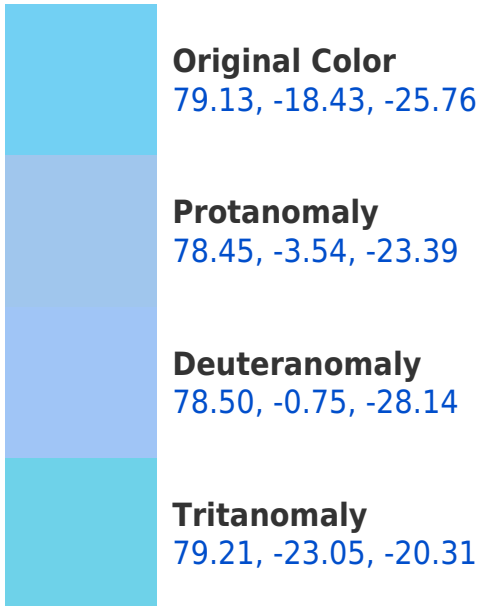 Original Color
79.13, -18.43, -25.76
Protanomaly
78.45, -3.54, -23.39
Deuteranomaly
78.50, -0.75, -28.14
Tritanomaly
79.21, -23.05, -20.31